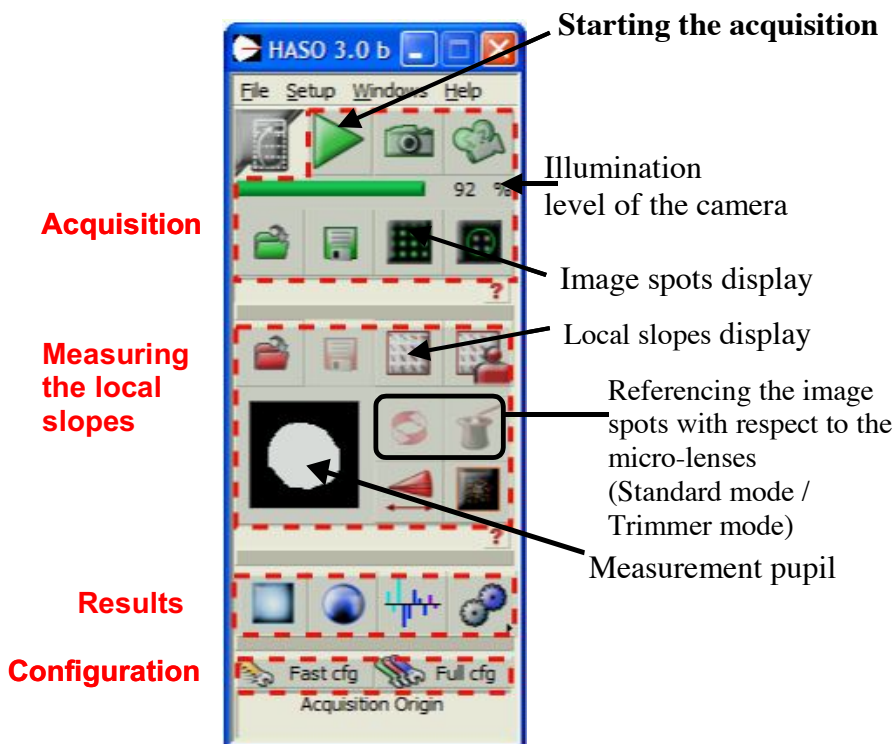 Starting the acquisition
HASO 3.0 b
File Setup Windows Help
92 %
Illumination
level of the camera
Acquisition
Image spots display
?
Local slopes display
Measuring
the local
slopes
Referencing the image
spots with respect to the
micro-lenses
(Standard mode /
Trimmer mode)
?
Measurement pupil
Results
Configuration
Fast cfg Full cfg
Acquisition Origin